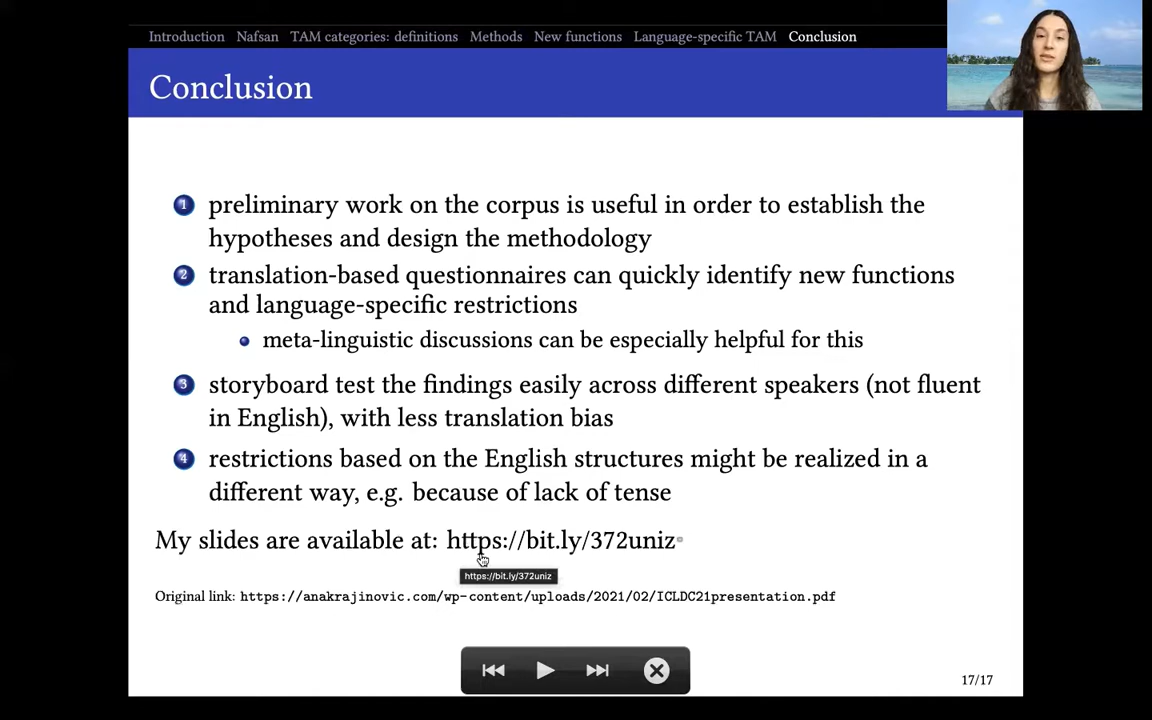 Introduction Nafsan TAM categories: definitions Methods New functions Language-specific TAM Conclusion
Conclusion
1 preliminary work on the corpus is useful in order to establish the
hypotheses and design the methodology
2 translation-based questionnaires can quickly identify new functions
and language-specific restrictions
meta-linguistic discussions can be especially helpful for this
3 storyboard test the findings easily across different speakers (not fluent
in English), with less translation bias
4 restrictions based on the English structures might be realized in a
different way, e.g. because of lack of tense
My slides are available at: https://bit.ly/372uniz
https://bit.ly/372uniz
Original link: https://anakrajinovic.com/wp-content/uploads/2021/02/ICLDC21presentation.pdf
17/17